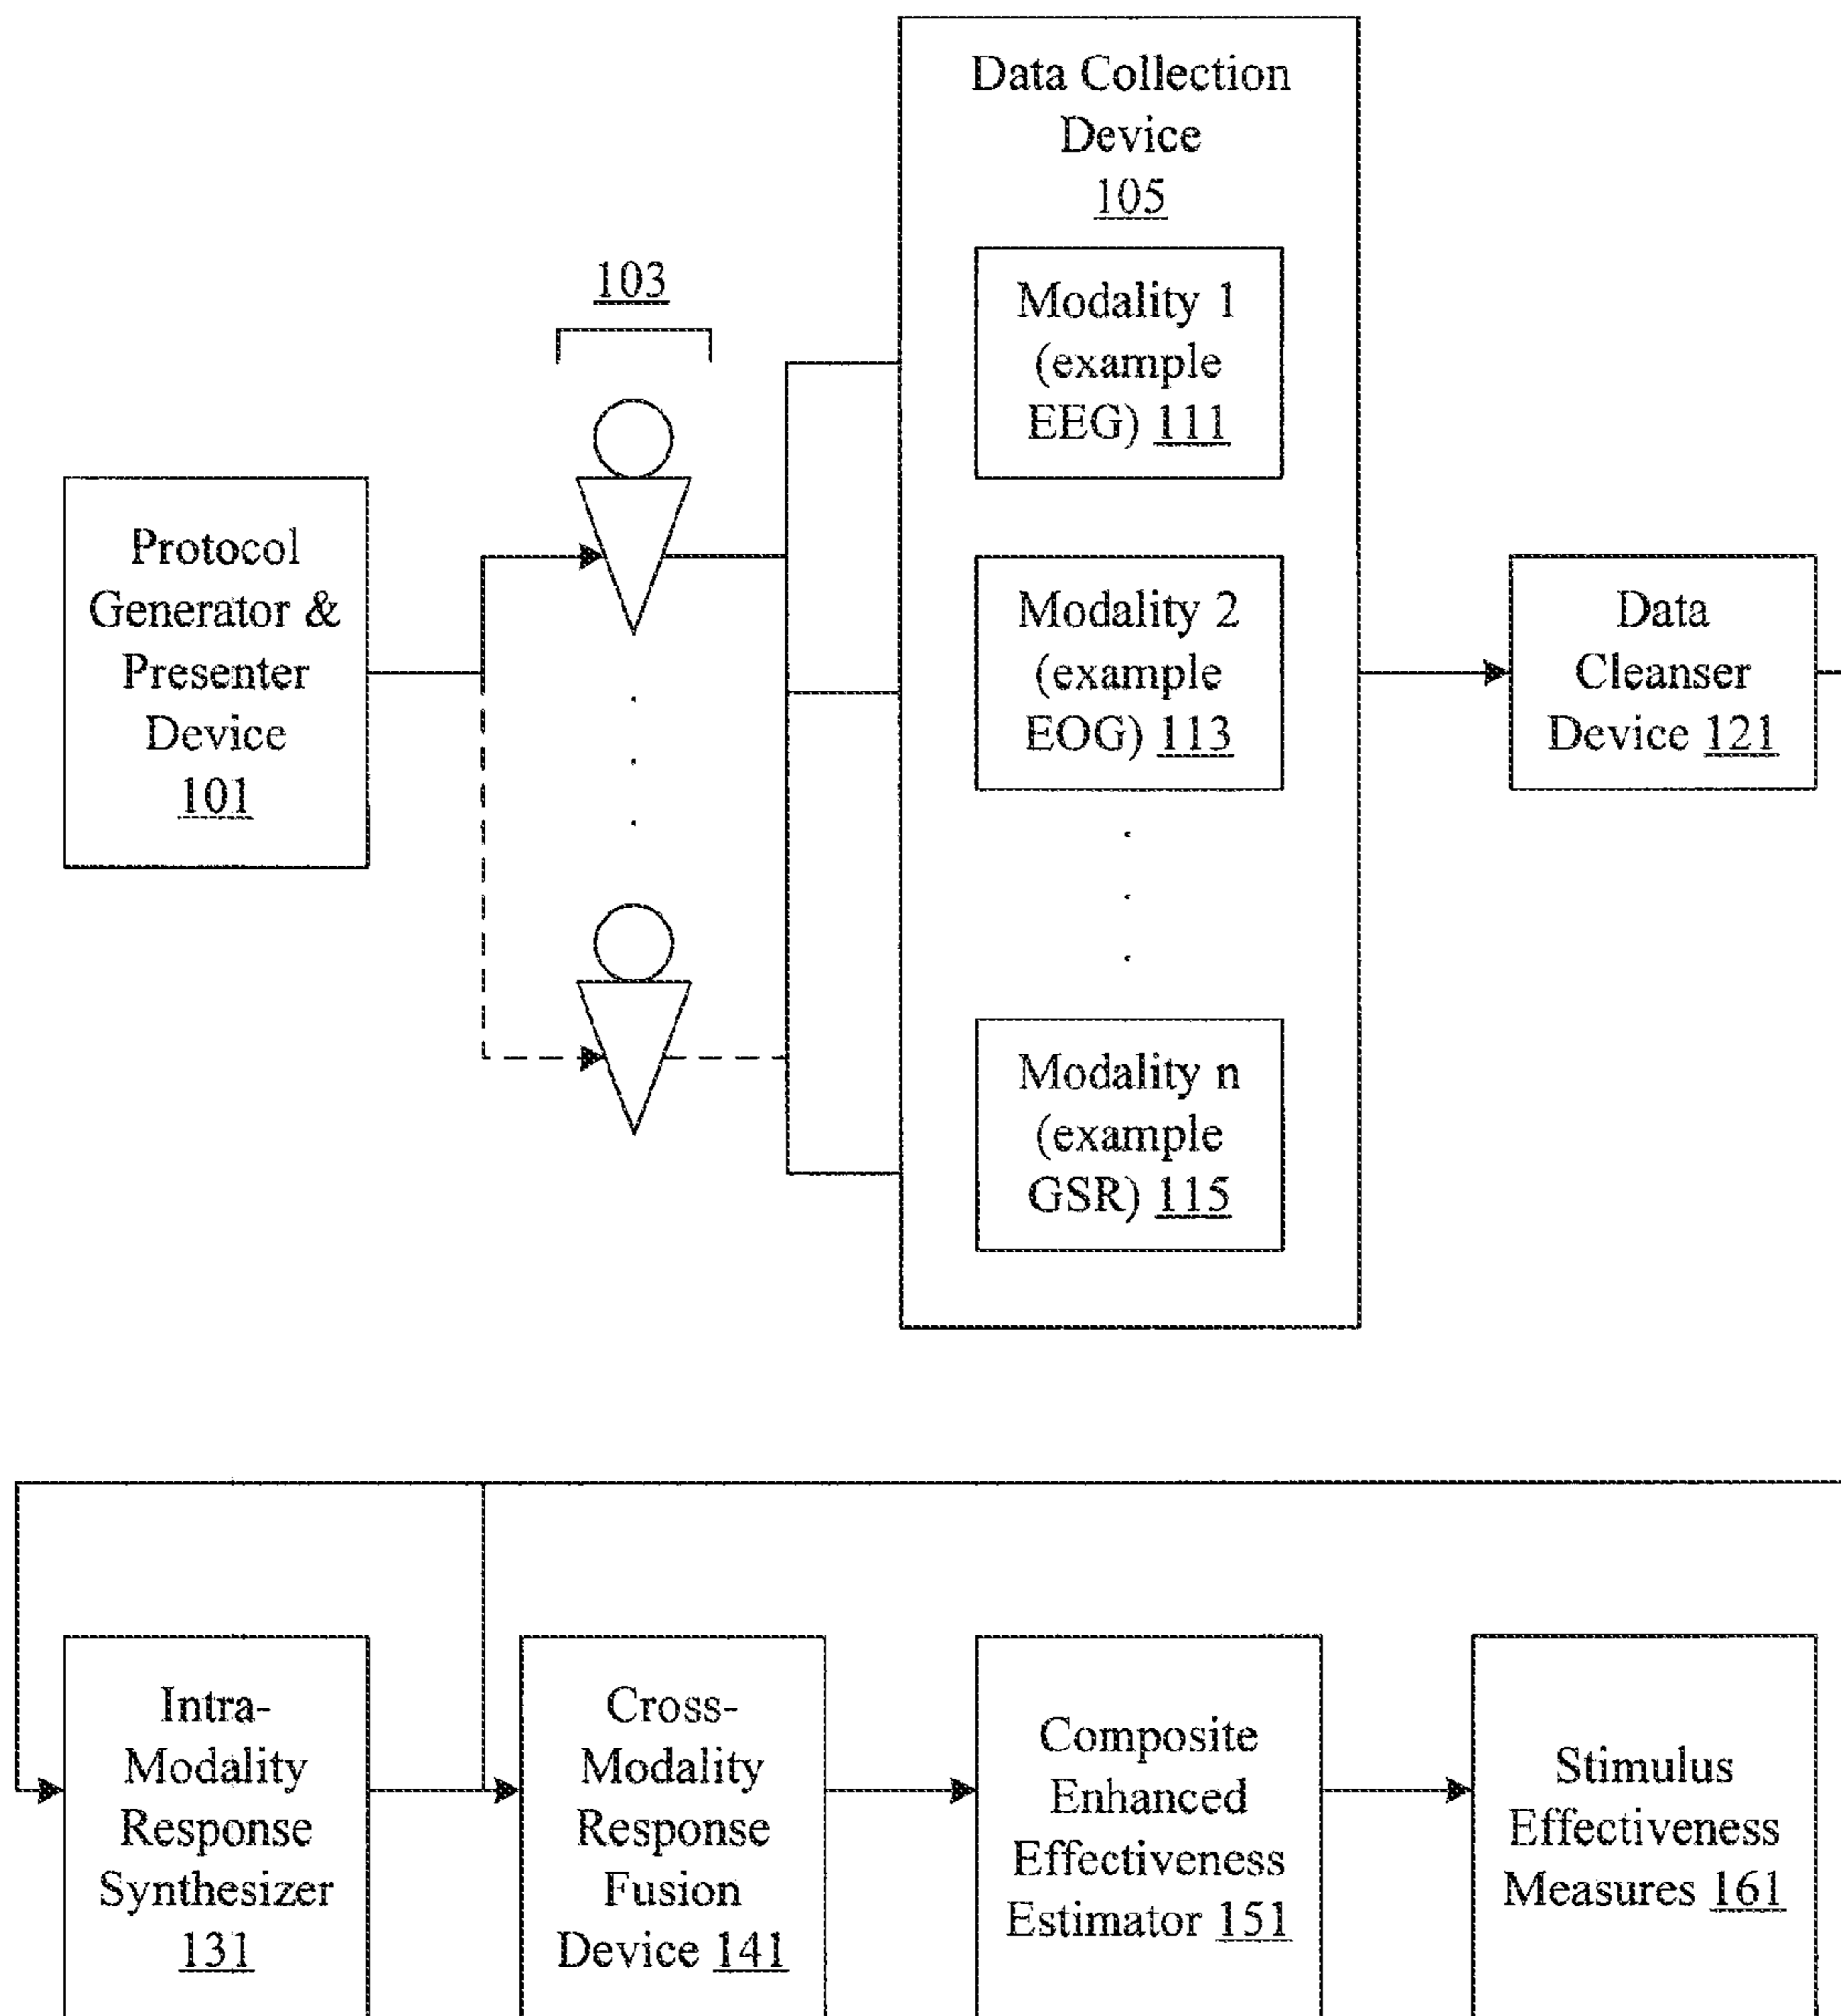 Data Collection
Device
105
103
Modality 1
(example
EEG) 111
Protocol
Generator &
Presenter
Device
101
Modality 2
(example
EOG) 113
Data
Cleanser
Device 121
Modality n
(example
GSR) 115
Intra-
Modality
Response
Synthesizer
131
Cross-
Modality
Response
Fusion
Device 141
Composite
Enhanced
Effectiveness
Estimator 151
Stimulus
Effectiveness
Measures 161